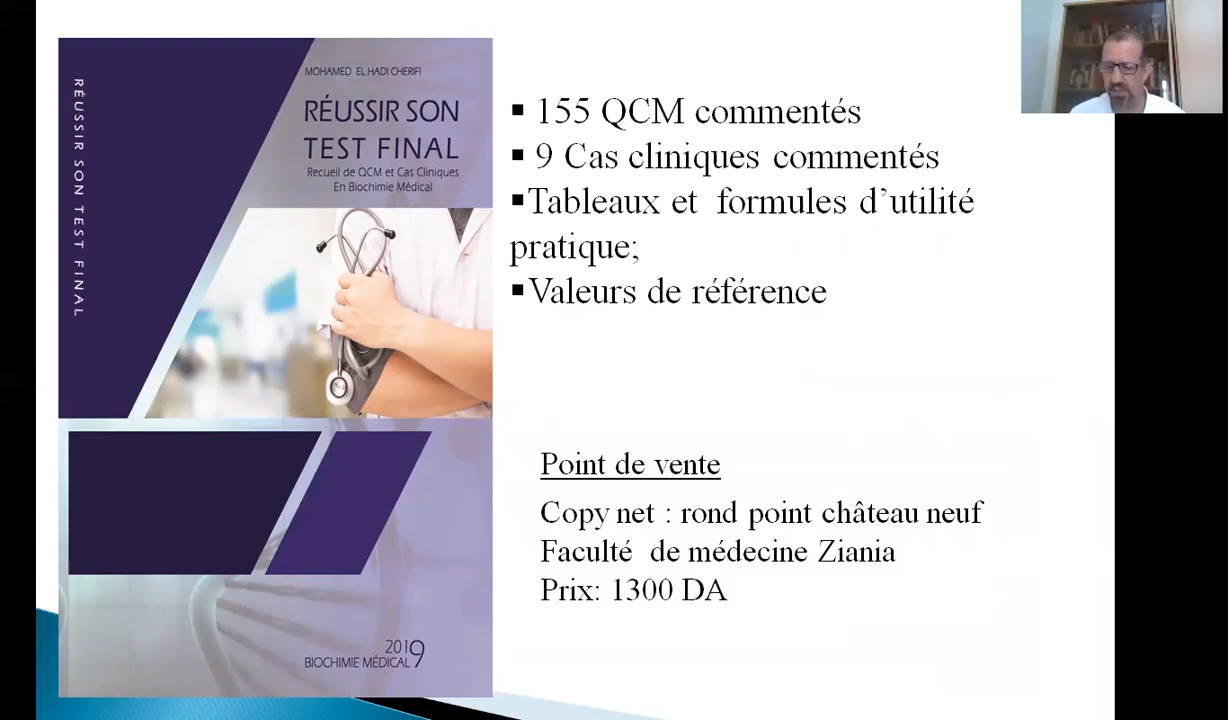 RÉUSSIR SON TEST FINAL
MOHAMED EL HADI CHERIFI
RÉUSSIR SON
TEST FINAL
Recueil de QCM et Cas Cliniques
En Biochimie Médical
2019
BIOCHIMIE MÉDICAL
▪ 155 QCM commentés
▪ 9 Cas cliniques commentés
▪Tableaux et formules d’utilité
pratique;
▪Valeurs de référence
Point de vente
Copy net : rond point château neuf
Faculté de médecine Ziania
Prix: 1300 DA